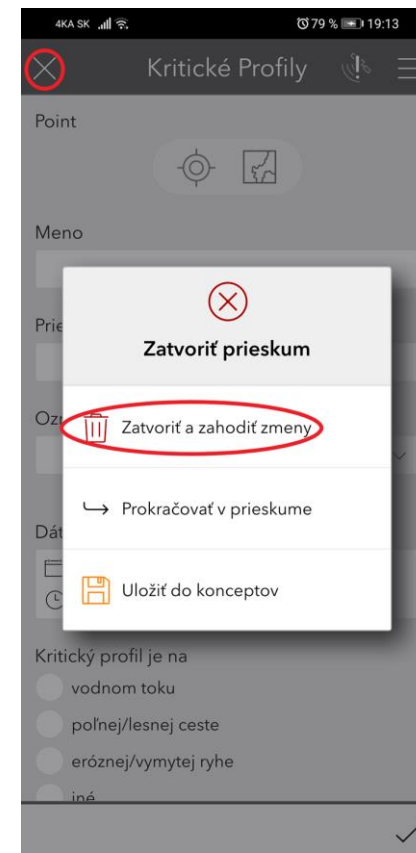 4KA SK 79 % 19:13
Kritické Profily
Point
Meno
Prie
Zatvoriť prieskum
Ozn
Zatvoriť a zahodiť zmeny
Prokračovať v prieskume
Dát
Uložiť do konceptov
Kritický profil je na
vodnom toku
poľnej/lesnej ceste
eróznej/vymytej ryhe
iné